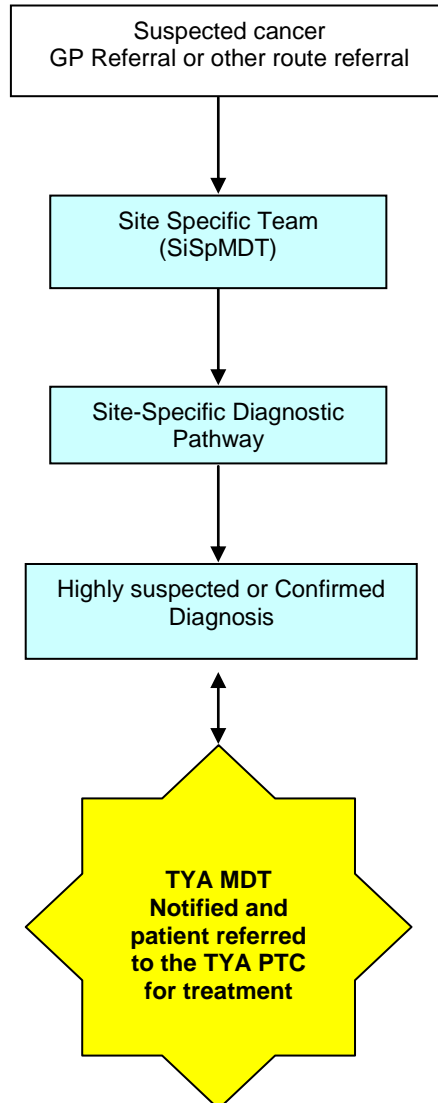 Suspected cancer
GP Referral or other route referral
Site Specific Team
(SiSpMDT)
Site-Specific Diagnostic
Pathway
Highly suspected or Confirmed
Diagnosis
TYA MDT
Notified and
patient referred
to the TYA PTC
for treatment